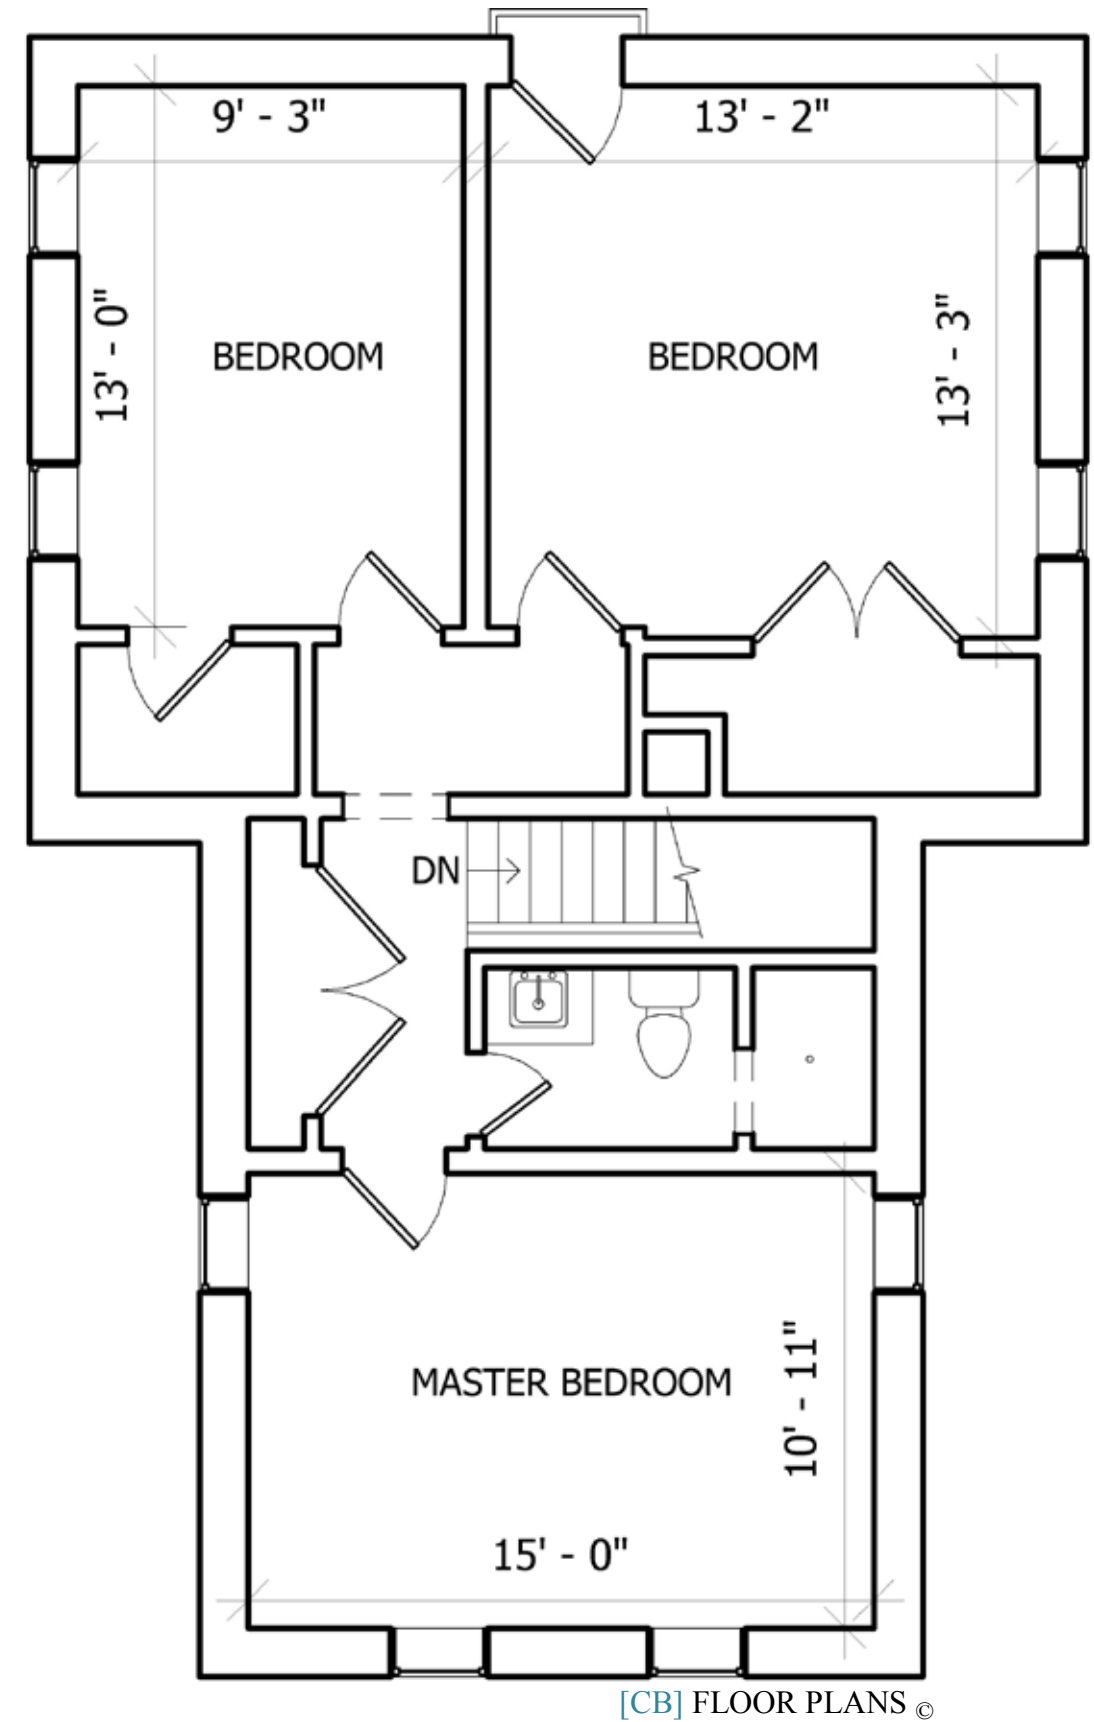 9' - 3"
13' - 2"
13' - 0"
13' - 3"
BEDROOM
BEDROOM
DN
MASTER BEDROOM
10' - 11"
15' - 0"
[CB] FLOOR PLANS ©